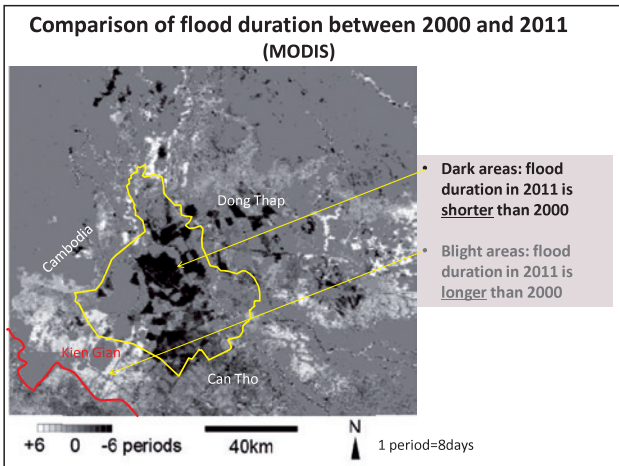 Comparison of flood duration between 2000 and 2011
(MODIS)
Dong Thap
Cambodia
Kien Gian
Can Tho
• Dark areas: flood
duration in 2011 is
shorter than 2000
• Blight areas: flood
duration in 2011 is
longer than 2000
+6 0 -6 periods
40km
N
1 period=8days